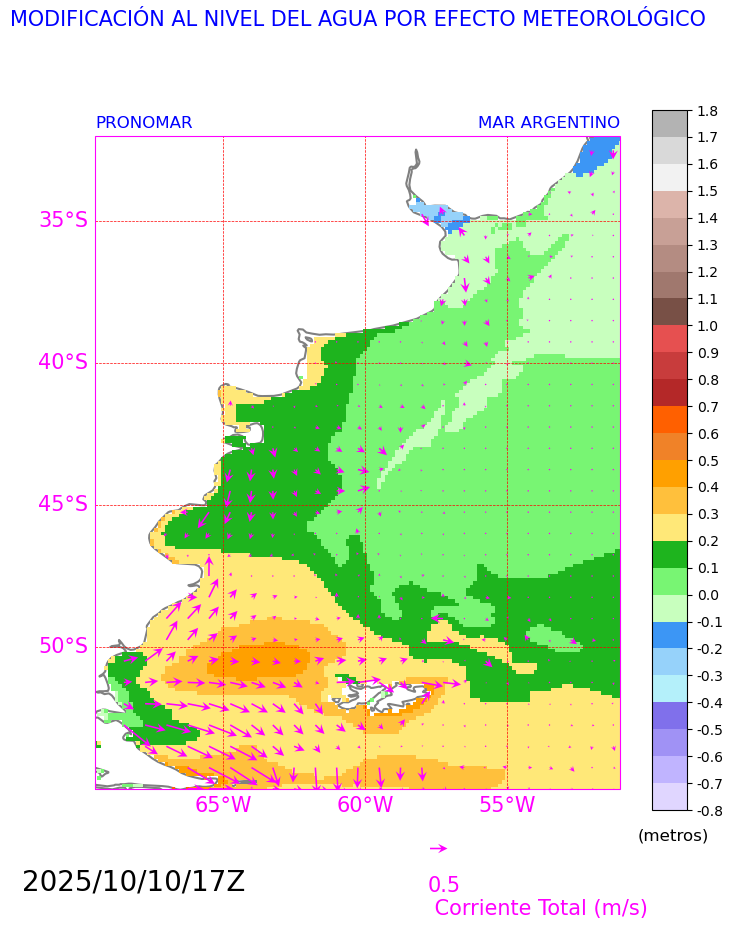 MODIFICACIÓN AL NIVEL DEL AGUA POR EFECTO METEOROLÓGICO
PRONOMAR
MAR ARGENTINO
35°S
40°S
45°S
50°S
65°W
60°W
55°W
1.8
1.7
1.6
1.5
1.4
1.3
1.2
1.1
1.0
0.9
0.8
0.7
0.6
0.5
0.4
0.3
0.2
0.1
0.0
-0.1
-0.2
-0.3
-0.4
-0.5
-0.6
-0.7
-0.8
(metros)
2025/10/10/17Z
0.5
Corriente Total (m/s)